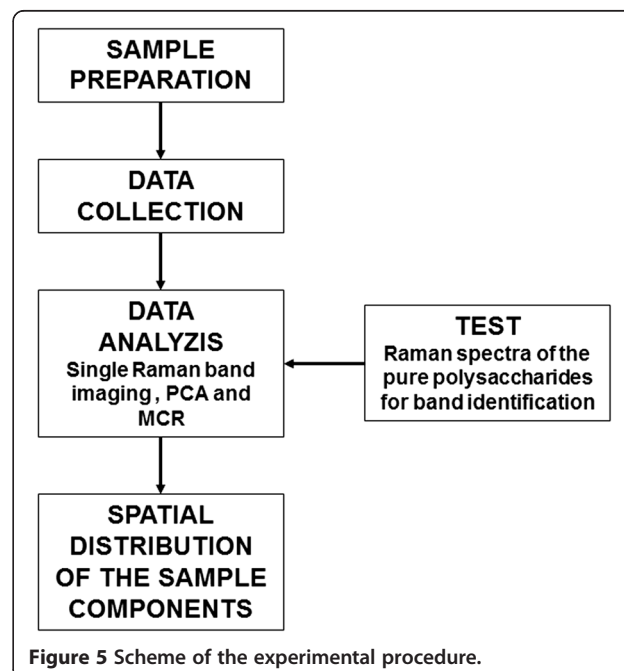 SAMPLE
PREPARATION
DATA
COLLECTION
DATA
ANALYZIS
Single Raman band
imaging , PCA and
MCR
TEST
Raman spectra of the
pure polysaccharides
for band identification
SPATIAL
DISTRIBUTION
OF THE SAMPLE
COMPONENTS
Figure 5 Scheme of the experimental procedure.